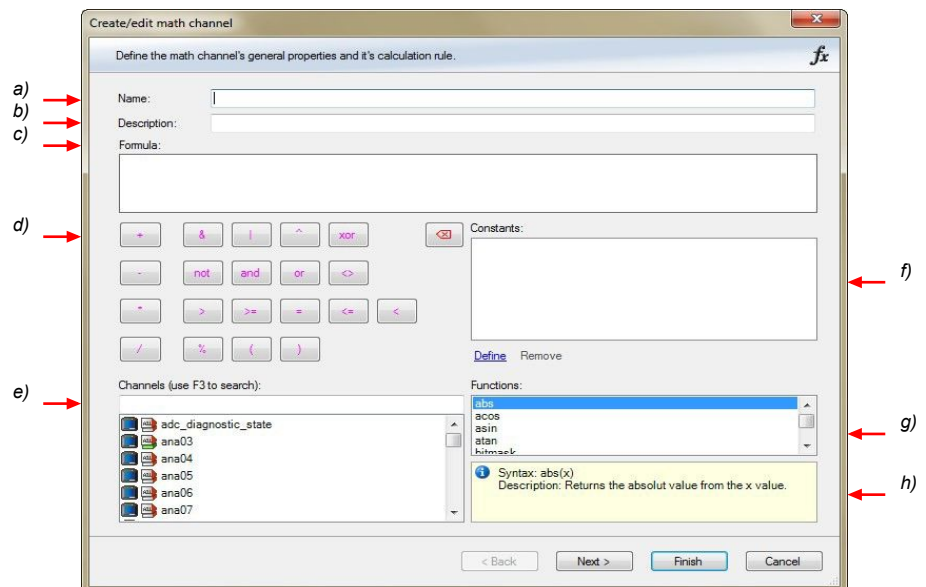 Create/edit math channel
Define the math channel's general properties and it's calculation rule.
fx
a)
Name:
b)
Description:
c)
Formula:
d)
+ & | ^ xor
Constants:
- not and or <>
f)
* > >= = <= <
/ % ( )
Define Remove
e)
Channels (use F3 to search):
Functions:
abs
acos
asin
atan
bitmask
g)
adc_diagnostic_state
ana03
ana04
ana05
ana06
ana07
Syntax: abs(x)
Description: Returns the absolut value from the x value.
h)
< Back Next > Finish Cancel